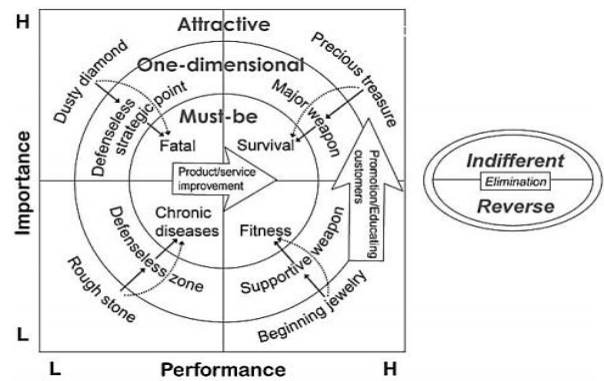 H
Attractive
One-dimensional
Must-be
Dusty diamond
Precious treasure
Defenseless
strategic point
Major weapon
Fatal
Survival
Product/service
improvement
Promotion/Educating
customers
Importance
Indifferent
Elimination
Reverse
Chronic
diseases
Fitness
Defenseless zone
Supportive weapon
Rough stone
Beginning jewelry
L
L
Performance
H